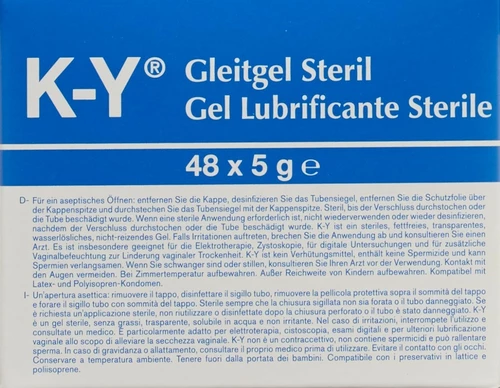 K-Y® Gleitgel Steril
Gel Lubrificante Sterile
48 x 5 g ℮
D- Für ein aseptisches Öffnen: entfernen Sie die Kappe, desinfizieren Sie das Tubensiegel, entfernen Sie die Schutzfolie über
der Kappenspitze und durchstechen Sie das Tubensiegel mit der Kappenspitze. Steril, bis der Verschluss durchstochen oder
die Tube beschädigt wurde. Wenn eine sterile Anwendung erforderlich ist, nicht wiederverwenden oder wieder desinfizieren,
nachdem der Verschluss durchstochen oder die Tube beschädigt wurde. K-Y ist ein steriles, fettfreies, transparentes,
wasserlösliches, nicht-reizendes Gel. Falls Irritationen auftreten, brechen Sie die Anwendung ab und konsultieren Sie einen
Arzt. Es ist insbesondere geeignet für die Elektrotherapie, Zystoskopie, für digitale Untersuchungen und für zusätzliche
Vaginalbefeuchtung zur Linderung vaginaler Trockenheit. K-Y ist kein Verhütungsmittel, enthält keine Spermizide und kann
Spermien verlangsamen. Wenn Sie schwanger sind oder stillen, konsultieren Sie Ihren Arzt vor der Verwendung. Kontakt mit
den Augen vermeiden. Bei Zimmertemperatur aufbewahren. Außer Reichweite von Kindern aufbewahren. Kompatibel mit
Latex- und Polyisopren-Kondomen.
I- Un'apertura asettica: rimuovere il tappo, disinfettare il sigillo tubo, rimuovere la pellicola protettiva sopra il sommità del tappo
e forare il sigillo tubo con sommità del tappo. Sterile sempre che la chiusura sigillata non sia forata o il tubo danneggiato. Se
è richiesta un'applicazione sterile, non riutilizzare o disinfettare dopo la chiusura perforato o il tubo è stato danneggiato. K-Y
è un gel sterile, senza grassi, trasparente, solubile in acqua e non irritante. Nel caso di irritazioni, interrompete l'utilizzo e
consultate un medico. È particolarmente adatto per elettroterapia, cistoscopia, esami digitali e per ulteriori lubrificazione
vaginale allo scopo di alleviare la secchezza vaginale. K-Y non è un contraccettivo, non contiene spermicidi e può rallentare
sperma. In caso di gravidanza o allattamento, consultare il proprio medico prima di utilizzare. Evitare il contatto con gli occhi.
Conservare a temperatura ambiente. Tenere fuori dalla portata dei bambini. Compatibile con i preservativi in lattice e
poliisoprene.